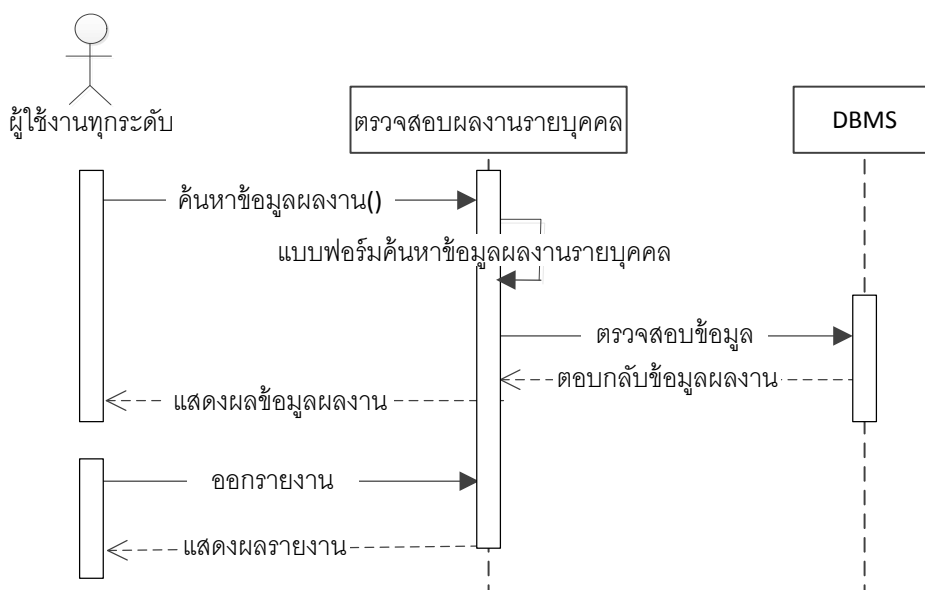 ผู้ใช้งานทุกระดับ
ตรวจสอบผลงานรายบุคคล
DBMS
ค้นหาข้อมูลผลงาน()
แบบฟอร์มค้นหาข้อมูลผลงานรายบุคคล
ตรวจสอบข้อมูล
ตอบกลับข้อมูลผลงาน
แสดงผลข้อมูลผลงาน
ออกรายงาน
แสดงผลรายงาน